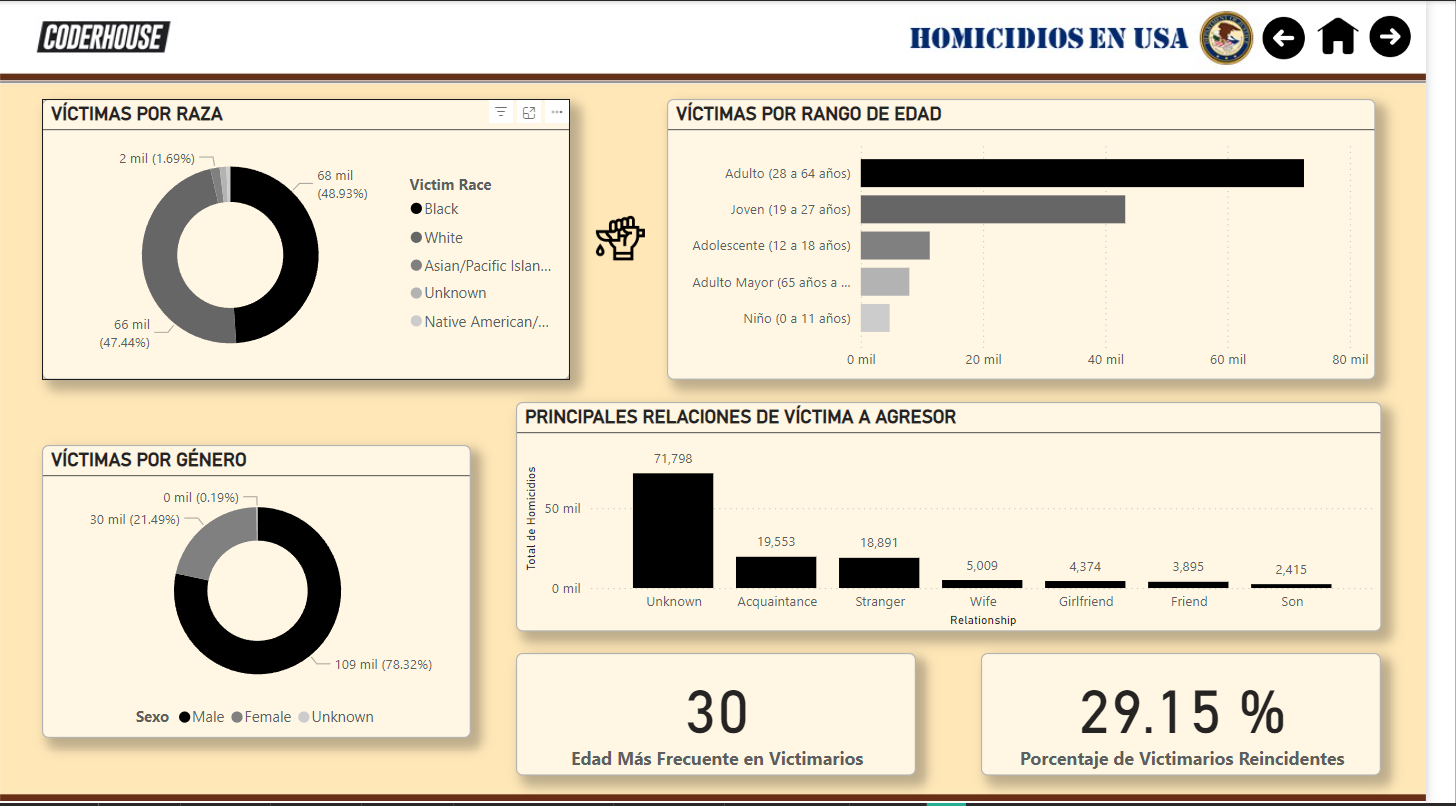 CODERHOUSE
HOMICIDIOS EN USA
VÍCTIMAS POR RAZA
2 mil (1.69%)
68 mil
(48.93%)
66 mil
(47.44%)
Victim Race
Black
White
Asian/Pacific Islan...
Unknown
Native American/...
VÍCTIMAS POR RANGO DE EDAD
Adulto (28 a 64 años)
Joven (19 a 27 años)
Adolescente (12 a 18 años)
Adulto Mayor (65 años a ...
Niño (0 a 11 años)
0 mil 20 mil 40 mil 60 mil 80 mil
VÍCTIMAS POR GÉNERO
0 mil (0.19%)
30 mil (21.49%)
109 mil (78.32%)
Sexo Male Female Unknown
PRINCIPALES RELACIONES DE VÍCTIMA A AGRESOR
Total de Homicidios
50 mil
0 mil
71,798
19,553
18,891
5,009
4,374
3,895
2,415
Unknown Acquaintance Stranger Wife Girlfriend Friend Son
Relationship
30
Edad Más Frecuente en Victimarios
29.15 %
Porcentaje de Victimarios Reincidentes